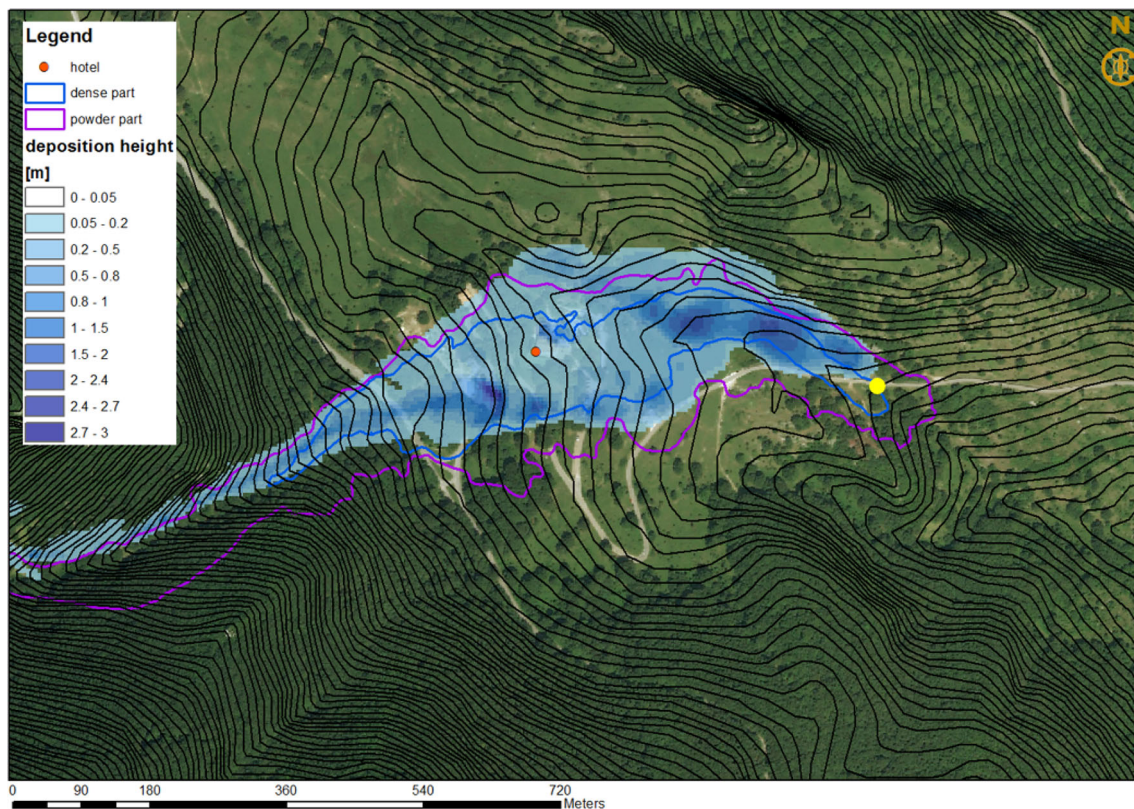 N
Legend
hotel
dense part
powder part
deposition height
[m]
0 - 0.05
0.05 - 0.2
0.2 - 0.5
0.5 - 0.8
0.8 - 1
1 - 1.5
1.5 - 2
2 - 2.4
2.4 - 2.7
2.7 - 3
0 90 180 360 540 720
Meters